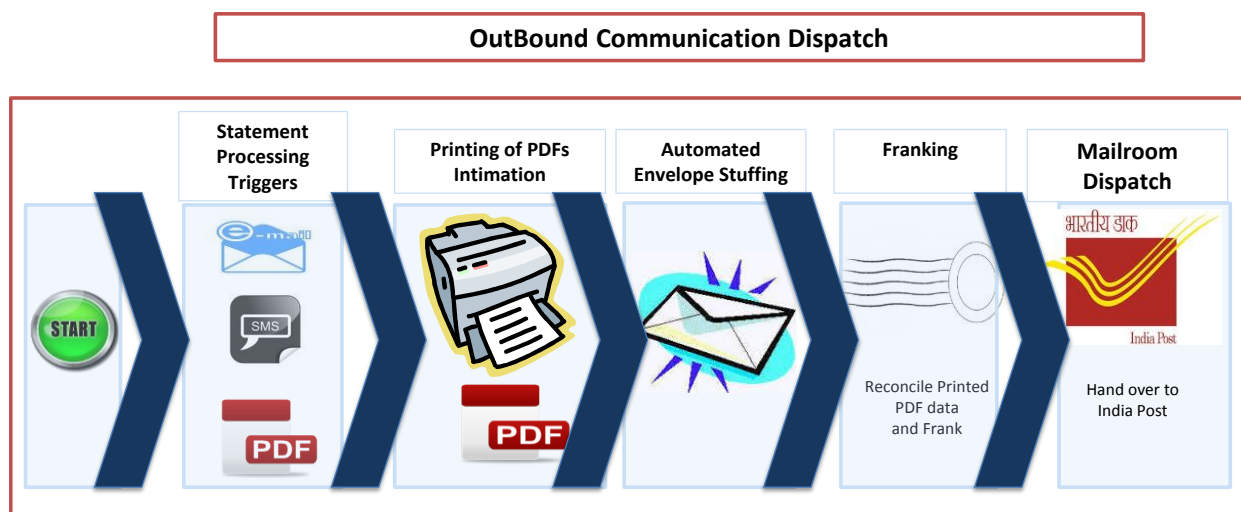 OutBound Communication Dispatch
Statement
Processing
Triggers
Printing of PDFs
Intimation
Automated
Envelope Stuffing
Franking
Mailroom
Dispatch
START
SMS
PDF
PDF
Reconcile Printed
PDF data
and Frank
भारतीय डाक
India Post
Hand over to
India Post